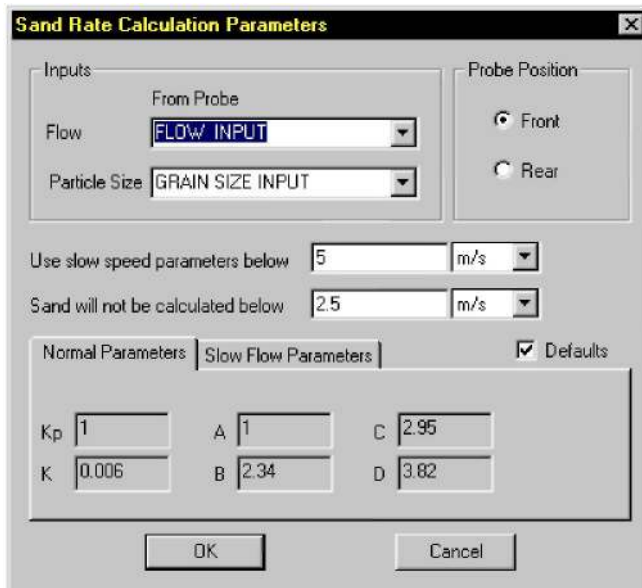 Sand Rate Calculation Parameters
Inputs
From Probe
Flow FLOW INPUT
Particle Size GRAIN SIZE INPUT
Probe Position
Front
Rear
Use slow speed parameters below 5 m/s
Sand will not be calculated below 2.5 m/s
Normal Parameters Slow Flow Parameters Defaults
Kp 1 A 1 C 2.95
K 0.006 B 2.34 D 3.82
OK Cancel